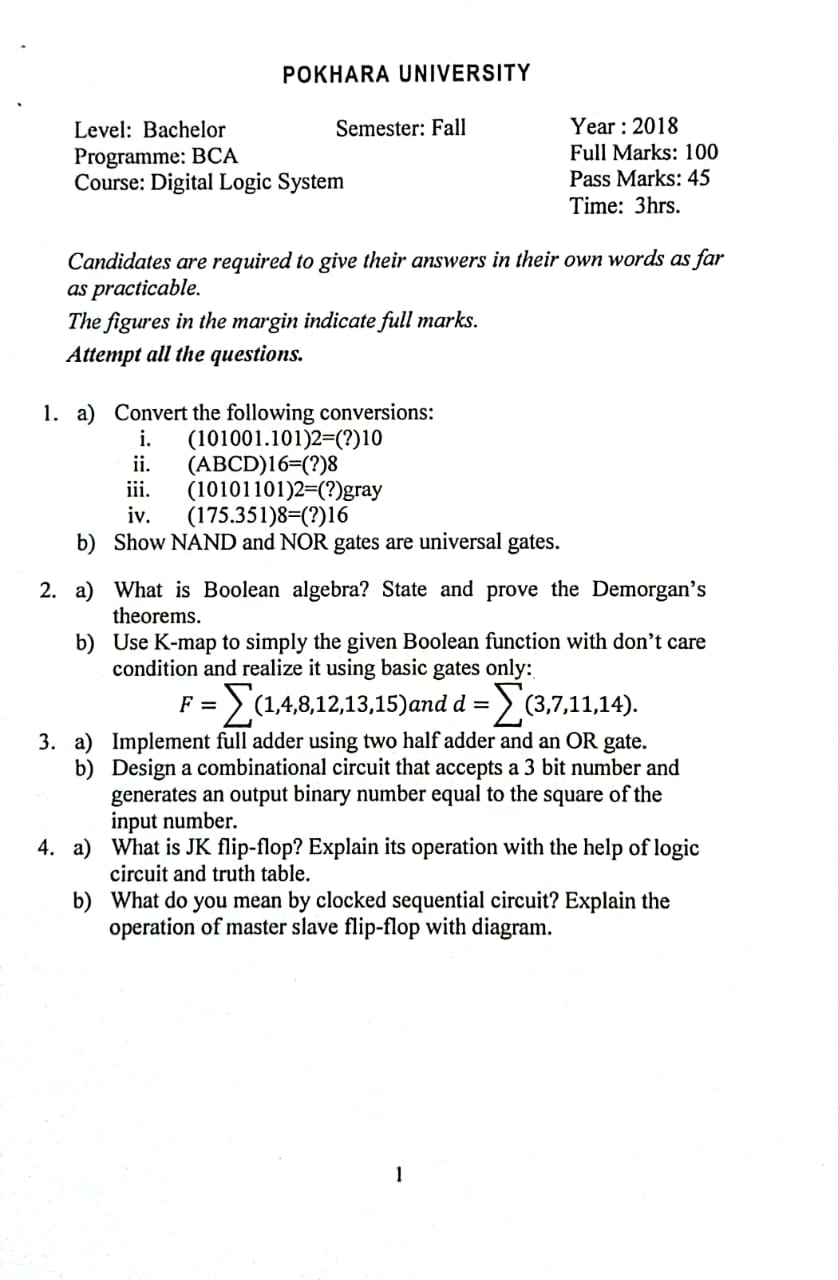 POKHARA UNIVERSITY
Level: Bachelor Semester: Fall Year : 2018
Programme: BCA Full Marks: 100
Course: Digital Logic System Pass Marks: 45
Time: 3hrs.
Candidates are required to give their answers in their own words as far
as practicable.
The figures in the margin indicate full marks.
Attempt all the questions.
1. a) Convert the following conversions:
i. (101001.101)2=(?)10
ii. (ABCD)16=(?)8
iii. (10101101)2=(?)gray
iv. (175.351)8=(?)16
b) Show NAND and NOR gates are universal gates.
2. a) What is Boolean algebra? State and prove the Demorgan's
theorems.
b) Use K-map to simply the given Boolean function with don't care
condition and realize it using basic gates only:
F = ∑(1,4,8,12,13,15)and d = ∑(3,7,11,14).
3. a) Implement full adder using two half adder and an OR gate.
b) Design a combinational circuit that accepts a 3 bit number and
generates an output binary number equal to the square of the
input number.
4. a) What is JK flip-flop? Explain its operation with the help of logic
circuit and truth table.
b) What do you mean by clocked sequential circuit? Explain the
operation of master slave flip-flop with diagram.
1